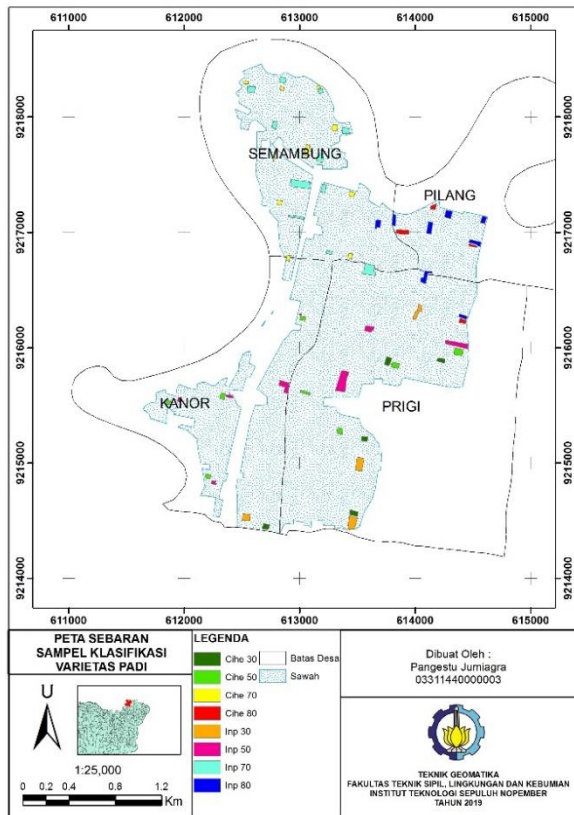 611000 612000 613000 614000 615000
9218000 9218000
SEMAMBUNG
PILANG
9217000 9217000
9216000 9216000
KANOR
PRIGI
9215000 9215000
9214000 9214000
611000 612000 613000 614000 615000
PETA SEBARAN
SAMPEL KLASIFIKASI
VARIETAS PADI
U
1:25,000
0 0.2 0.4 0.8 1.2
Km
LEGENDA
Cihe 30
Cihe 50
Cihe 70
Cihe 80
Inp 30
Inp 50
Inp 70
Inp 80
Batas Desa
Sawah
Dibuat Oleh :
Pangestu Jurniagra
03311440000003
TEKNIK GEOMATIKA
FAKULTAS TEKNIK SIPIL, LINGKUNGAN DAN KEBUMIAN
INSTITUT TEKNOLOGI SEPULUH NOPEMBER
TAHUN 2019